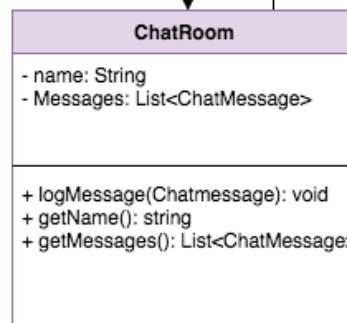 ChatRoom
- name: String
- Messages: List<ChatMessage>
+ logMessage(Chatmessage): void
+ getName(): string
+ getMessages(): List<ChatMessage>